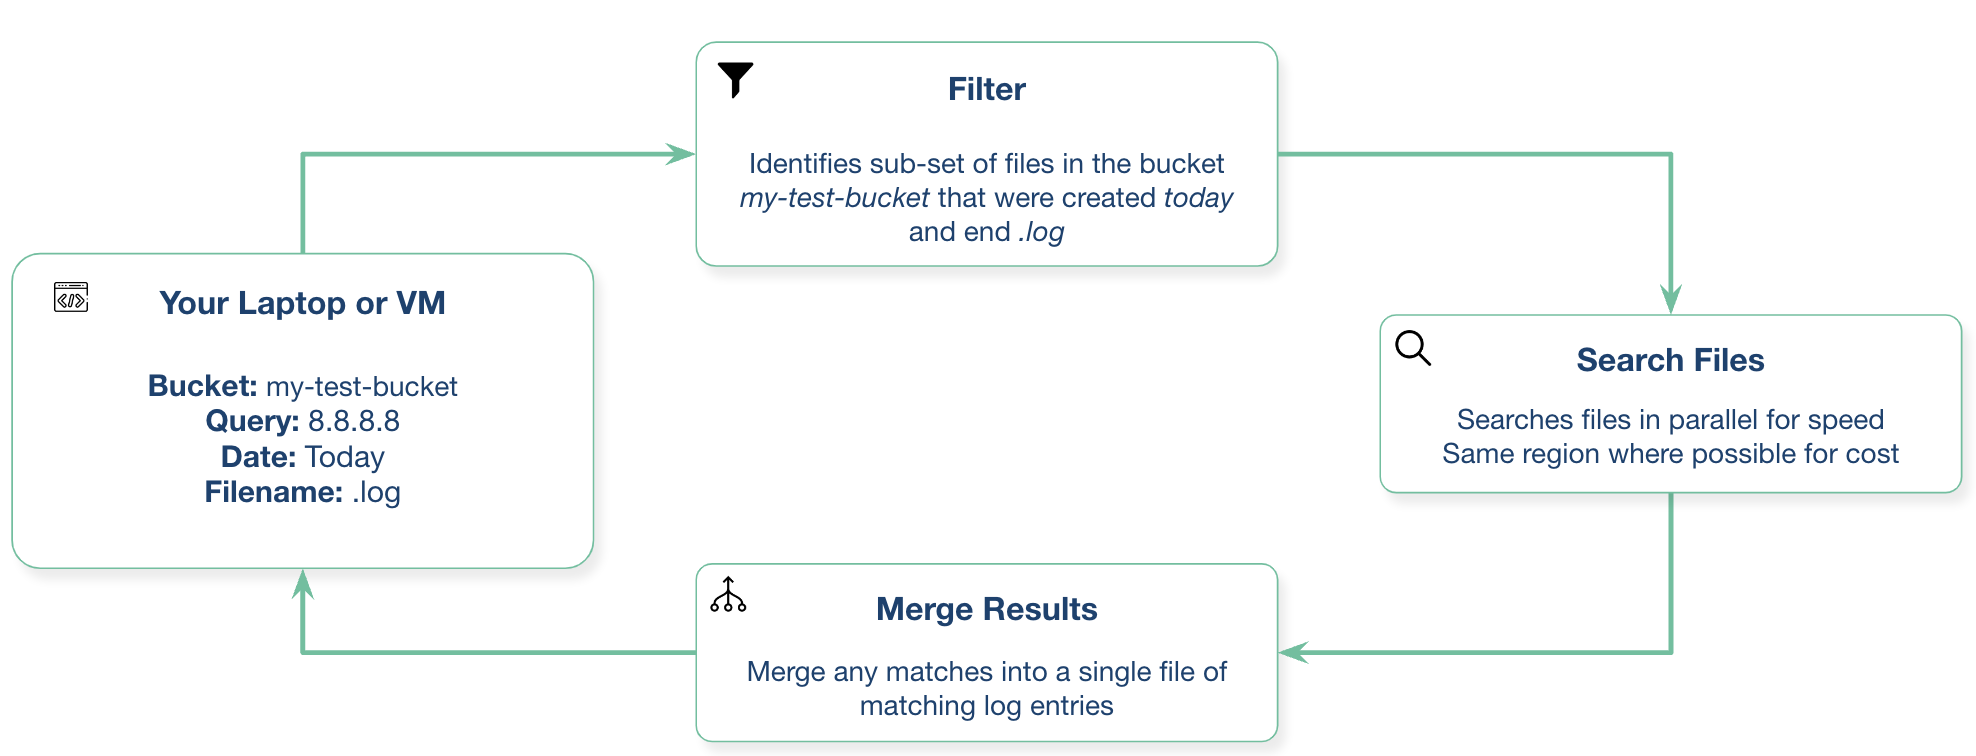 Filter
Identifies sub-set of files in the bucket
my-test-bucket that were created today
and end .log
Your Laptop or VM
Bucket: my-test-bucket
Query: 8.8.8.8
Date: Today
Filename: .log
Search Files
Searches files in parallel for speed
Same region where possible for cost
Merge Results
Merge any matches into a single file of
matching log entries